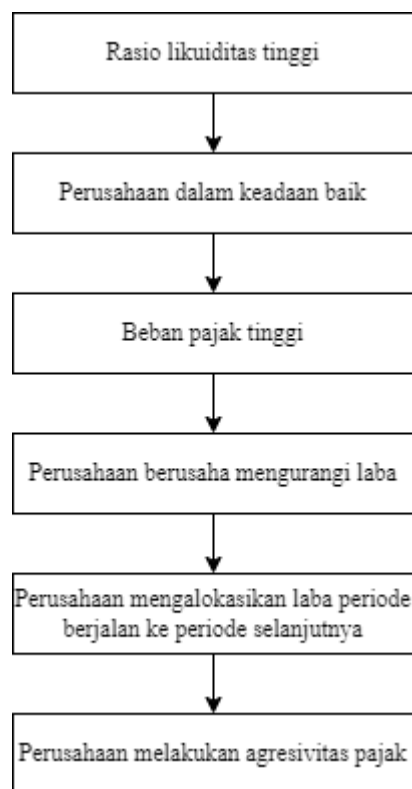 Rasio likuiditas tinggi
Perusahaan dalam keadaan baik
Beban pajak tinggi
Perusahaan berusaha mengurangi laba
Perusahaan mengalokasikan laba periode
berjalan ke periode selanjutnya
Perusahaan melakukan agresivitas pajak